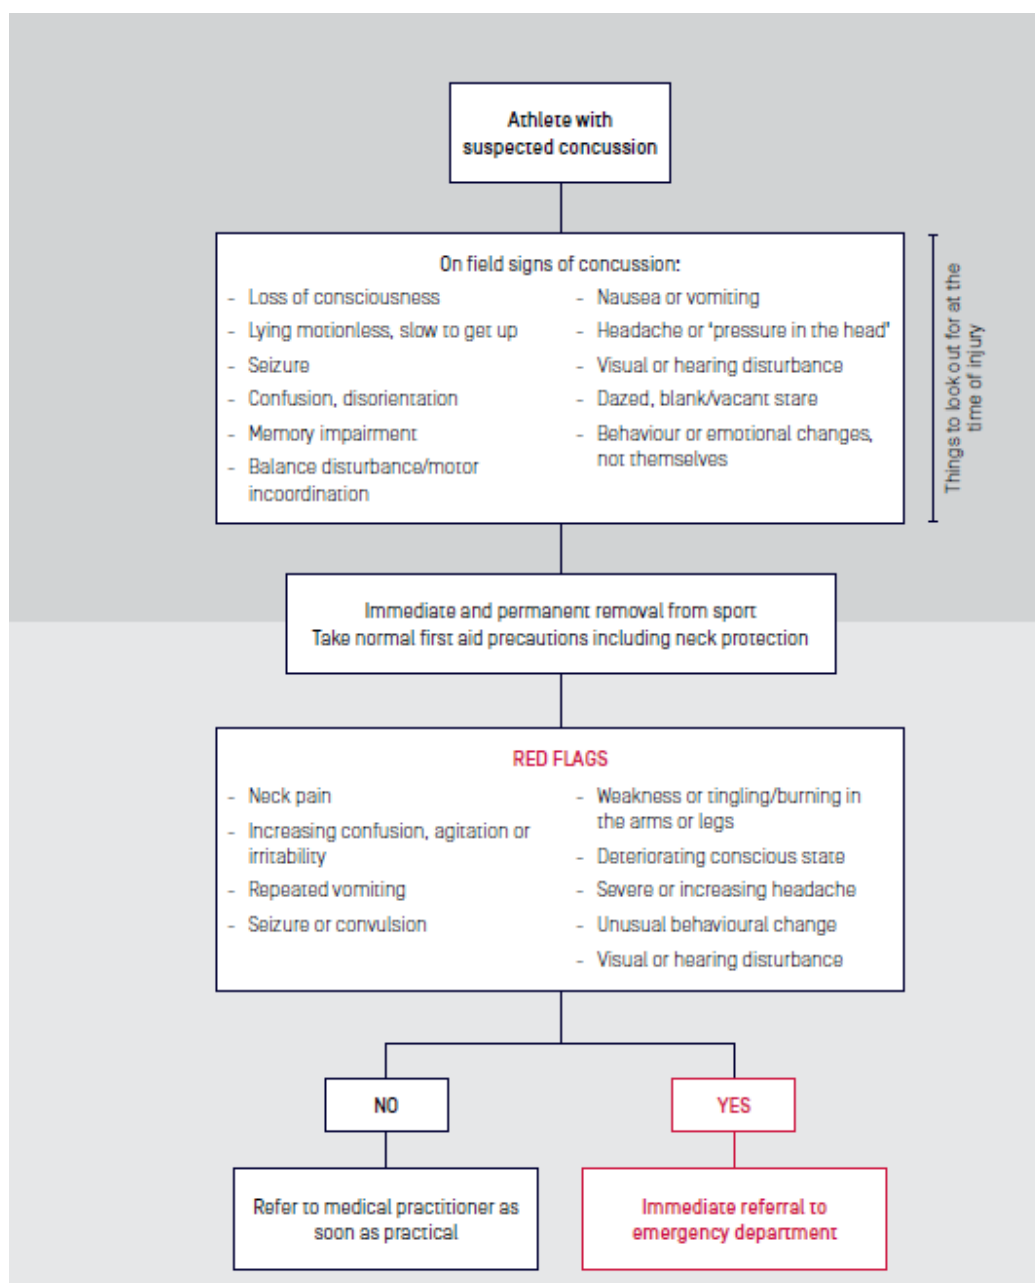 Athlete with
suspected concussion
On field signs of concussion:
- Loss of consciousness
- Lying motionless, slow to get up
- Seizure
- Confusion, disorientation
- Memory impairment
- Balance disturbance/motor
incoordination
- Nausea or vomiting
- Headache or ‘pressure in the head’
- Visual or hearing disturbance
- Dazed, blank/vacant stare
- Behaviour or emotional changes,
not themselves
Things to look out for at the
time of injury
Immediate and permanent removal from sport
Take normal first aid precautions including neck protection
RED FLAGS
- Neck pain
- Increasing confusion, agitation or
irritability
- Repeated vomiting
- Seizure or convulsion
- Weakness or tingling/burning in
the arms or legs
- Deteriorating conscious state
- Severe or increasing headache
- Unusual behavioural change
- Visual or hearing disturbance
NO
YES
Refer to medical practitioner as
soon as practical
Immediate referral to
emergency department